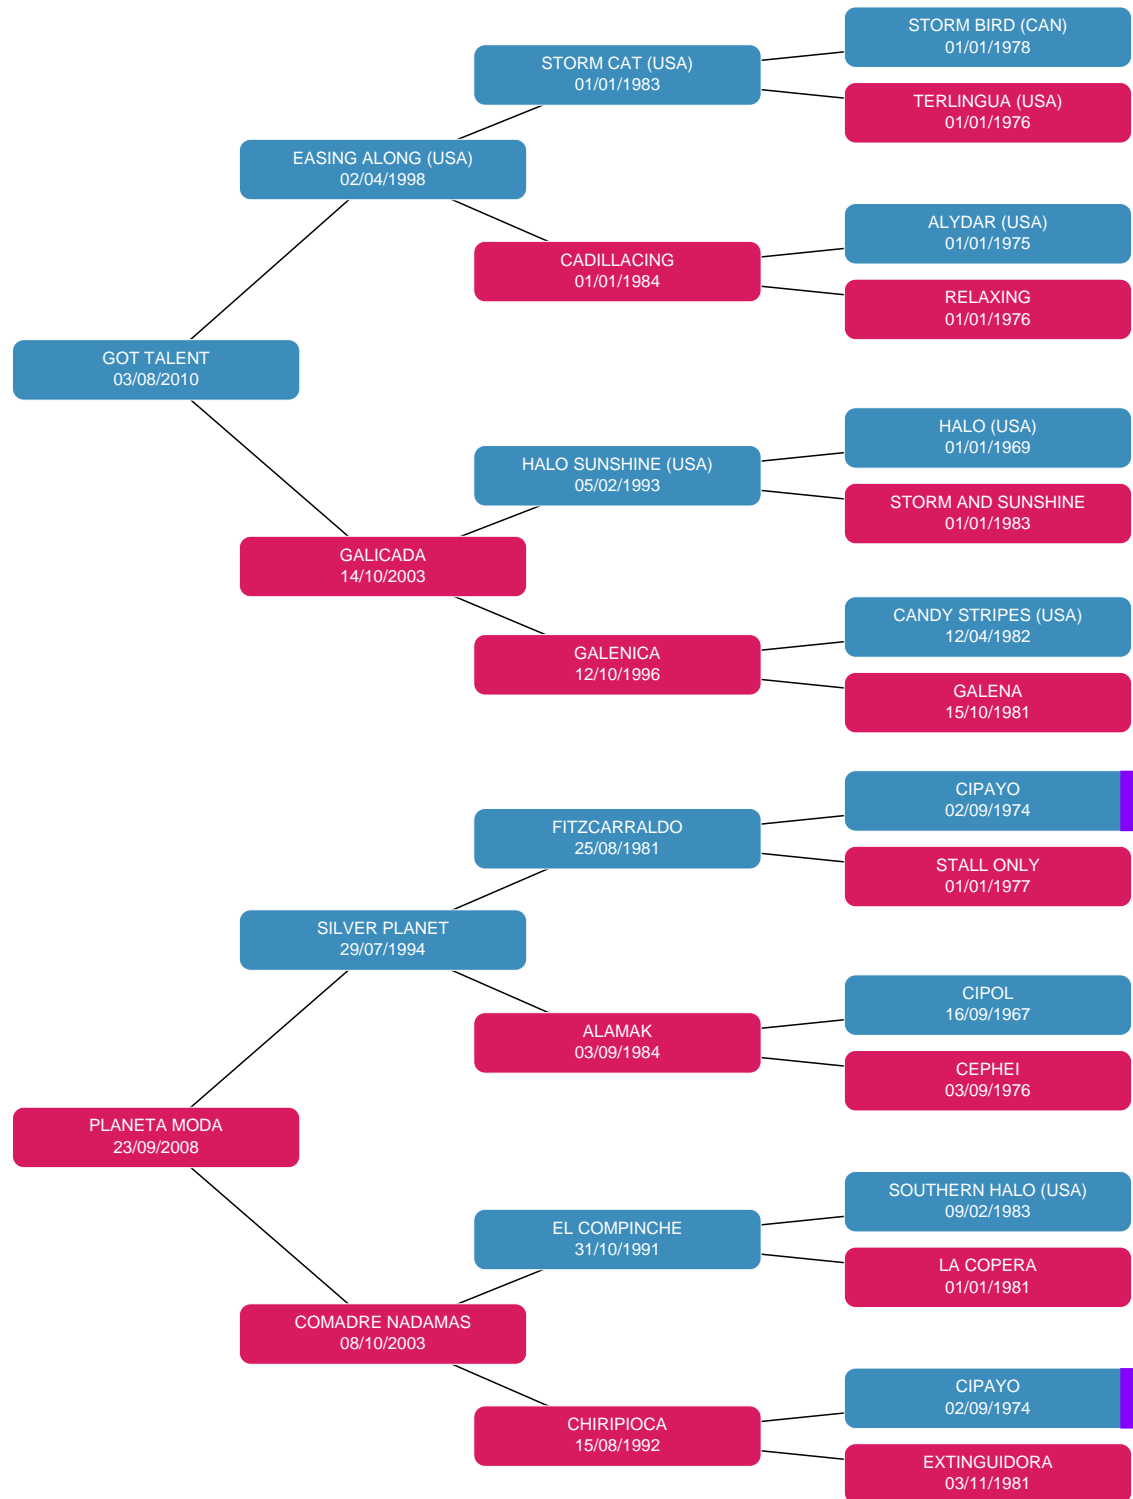 STORM BIRD (CAN)
01/01/1978
STORM CAT (USA)
01/01/1983
TERLINGUA (USA)
01/01/1976
EASING ALONG (USA)
02/04/1998
ALYDAR (USA)
01/01/1975
CADILLACING
01/01/1984
RELAXING
01/01/1976
GOT TALENT
03/08/2010
HALO (USA)
01/01/1969
HALO SUNSHINE (USA)
05/02/1993
STORM AND SUNSHINE
01/01/1983
GALICADA
14/10/2003
CANDY STRIPES (USA)
12/04/1982
GALENICA
12/10/1996
GALENA
15/10/1981
CIPAYO
02/09/1974
FITZCARRALDO
25/08/1981
STALL ONLY
01/01/1977
SILVER PLANET
29/07/1994
CIPOL
16/09/1967
ALAMAK
03/09/1984
CEPHEI
03/09/1976
PLANETA MODA
23/09/2008
SOUTHERN HALO (USA)
09/02/1983
EL COMPINCHE
31/10/1991
LA COPERA
01/01/1981
COMADRE NADAMAS
08/10/2003
CIPAYO
02/09/1974
CHIRIPIOCA
15/08/1992
EXTINGUIDORA
03/11/1981